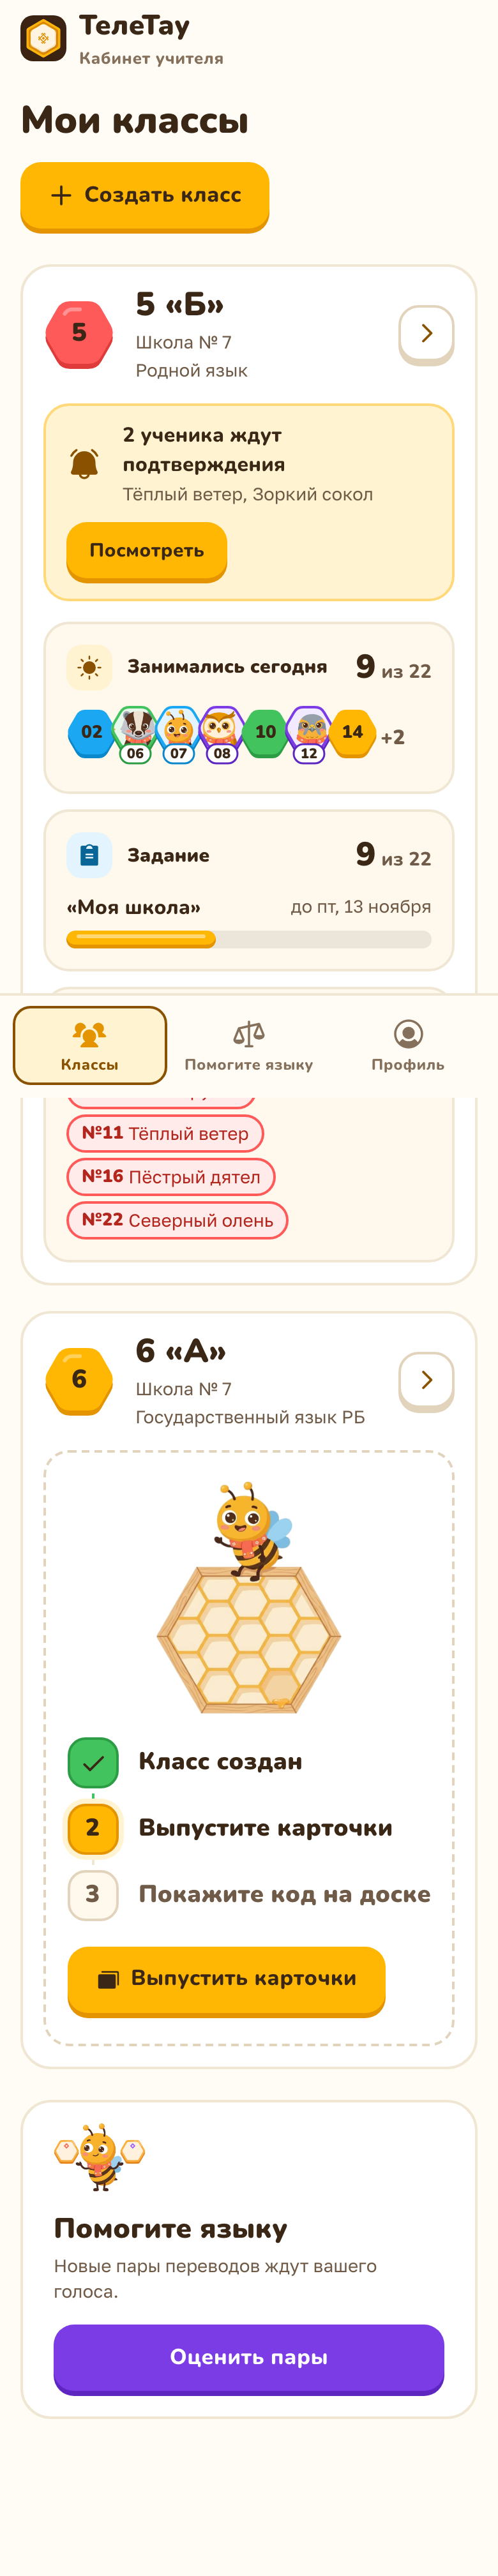 ТелеТау
Кабинет учителя
Мои классы
Создать класс
5
5 «Б»
Школа № 7
Родной язык
2 ученика ждут
подтверждения
Тёплый ветер, Зоркий сокол
Посмотреть
Занимались сегодня 9 из 22
02 06 07 08 10 12 14 +2
Задание 9 из 22
«Моя школа» до пт, 13 ноября
Классы
Помогите языку
Профиль
№11 Тёплый ветер
№16 Пёстрый дятел
№22 Северный олень
6
6 «А»
Школа № 7
Государственный язык РБ
Класс создан
2 Выпустите карточки
3 Покажите код на доске
Выпустить карточки
Помогите языку
Новые пары переводов ждут вашего
голоса.
Оценить пары